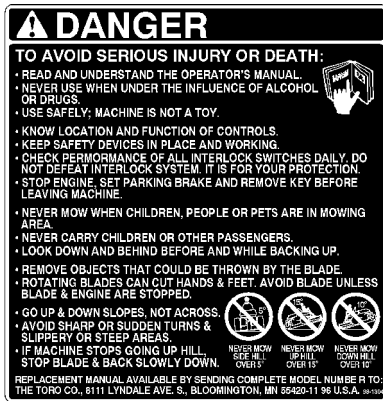 DANGER
TO AVOID SERIOUS INJURY OR DEATH:
• READ AND UNDERSTAND THE OPERATOR'S MANUAL.
• NEVER USE WHEN UNDER THE INFLUENCE OF ALCOHOL
OR DRUGS.
• USE SAFELY; MACHINE IS NOT A TOY.
• KNOW LOCATION AND FUNCTION OF CONTROLS.
• KEEP SAFETY DEVICES IN PLACE AND WORKING.
• CHECK PERMORMANCE OF ALL INTERLOCK SWITCHES DAILY. DO
NOT DEFEAT INTERLOCK SYSTEM. IT IS FOR YOUR PROTECTION.
• STOP ENGINE, SET PARKING BRAKE AND REMOVE KEY BEFORE
LEAVING MACHINE.
• NEVER MOW WHEN CHILDREN, PEOPLE OR PETS ARE IN MOWING
AREA.
• NEVER CARRY CHILDREN OR OTHER PASSENGERS.
• LOOK DOWN AND BEHIND BEFORE AND WHILE BACKING UP.
• REMOVE OBJECTS THAT COULD BE THROWN BY THE BLADE.
• ROTATING BLADES CAN CUT HANDS & FEET. AVOID BLADE UNLESS
BLADE & ENGINE ARE STOPPED.
• GO UP & DOWN SLOPES, NOT ACROSS.
• AVOID SHARP OR SUDDEN TURNS &
SLIPPERY OR STEEP AREAS.
• IF MACHINE STOPS GOING UP HILL,
STOP BLADE & BACK SLOWLY DOWN.
5° 15° 10°
NEVER MOW
SIDE HILL
OVER 5°
NEVER MOW
UP HILL
OVER 15°
NEVER MOW
DOWN HILL
OVER 10°
REPLACEMENT MANUAL AVAILABLE BY SENDING COMPLETE MODEL NUMBER TO:
THE TORO CO., 8111 LYNDALE AVE. S., BLOOMINGTON, MN 55420-11 96 U.S.A.